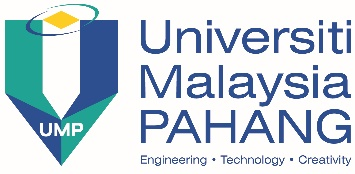 UMP
Universiti
Malaysia
PAHANG
Engineering • Technology • Creativity